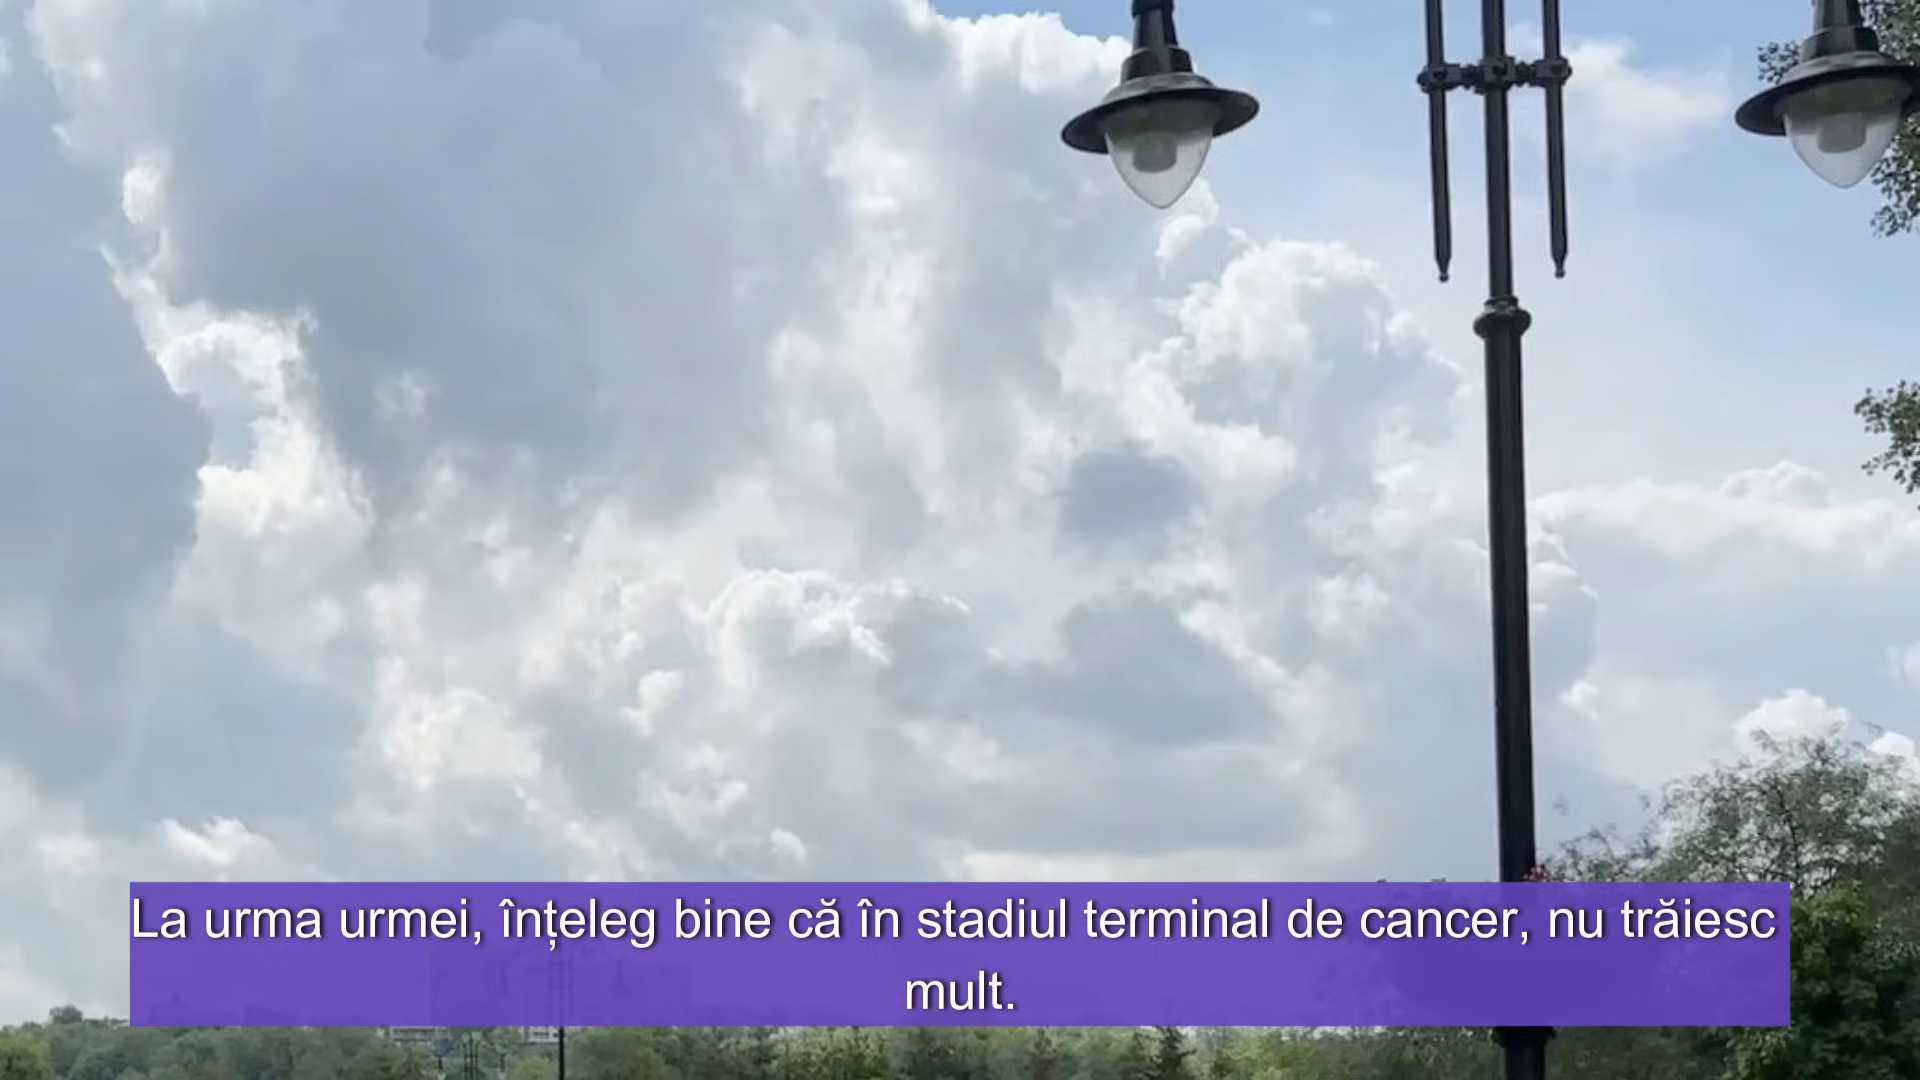 La urma urmei, înțeleg bine că în stadiul terminal de cancer, nu trăiesc
mult.